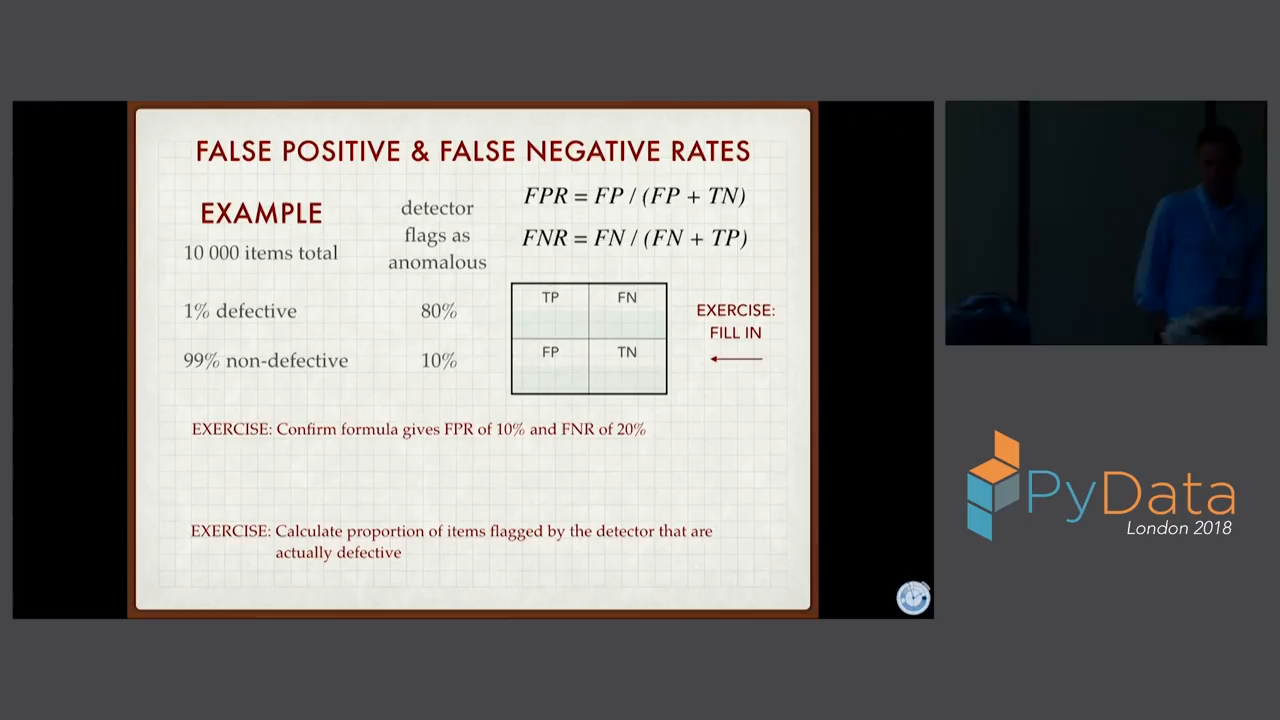 FALSE POSITIVE & FALSE NEGATIVE RATES
EXAMPLE
10 000 items total
detector
flags as
anomalous
FPR = FP / (FP + TN)
FNR = FN / (FN + TP)
1% defective
80%
99% non-defective
10%
TP
FN
FP
TN
EXERCISE:
FILL IN
EXERCISE: Confirm formula gives FPR of 10% and FNR of 20%
EXERCISE: Calculate proportion of items flagged by the detector that are
actually defective
PyData
London 2018